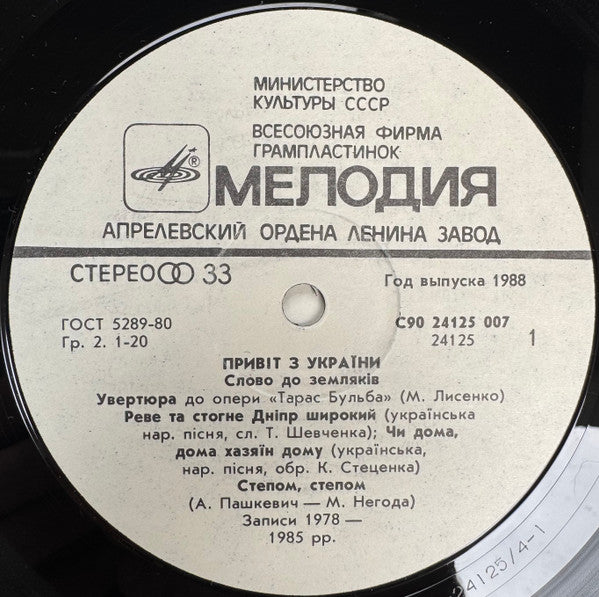 МИНИСТЕРСТВО
КУЛЬТУРЫ СССР
ВСЕСОЮЗНАЯ ФИРМА
ГРАМПЛАСТИНОК
®
МЕЛОДИЯ
АПРЕЛЕВСКИЙ ОРДЕНА ЛЕНИНА ЗАВОД
СТЕРЕО 33
Год выпуска 1988
ГОСТ 5289-80
Гр. 2. 1-20
С90 24125 007
24125 1
ПРИВІТ З УКРАЇНИ
Слово до земляків
Увертюра до опери «Тарас Бульба» (М. Лисенко)
Реве та стогне Дніпр широкий (українська
нар. пісня, сл. Т. Шевченка); Чи дома,
дома хазяїн дому (українська,
нар. пісня, обр. К. Стеценка)
Степом, степом
(А. Пашкевич — М. Негода)
Записи 1978 —
1985 рр.
24125/4-1